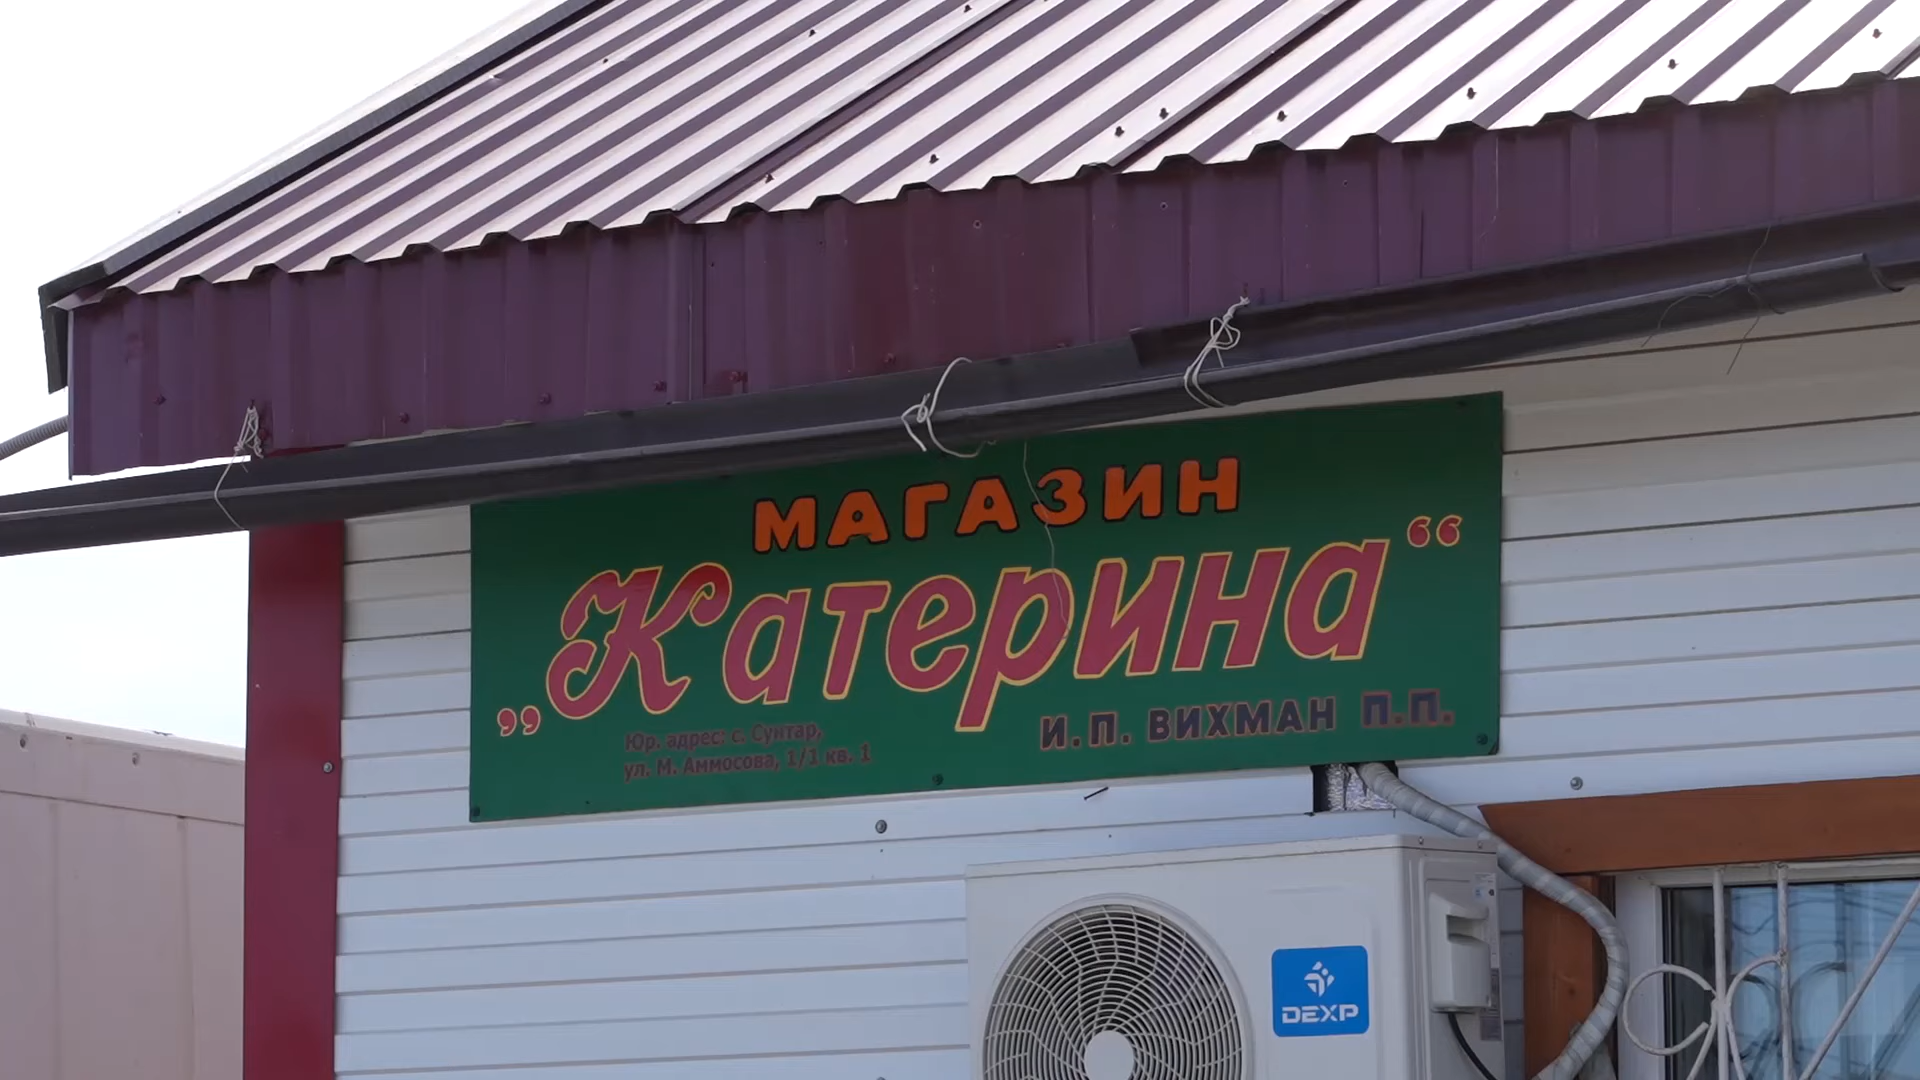 МАГАЗИН
„Катерина“
И.П. ВИХМАН П.П.
Юр. адрес: с. Сунтар,
ул. М. Аммосова, 1/1 кв. 1
DEXP